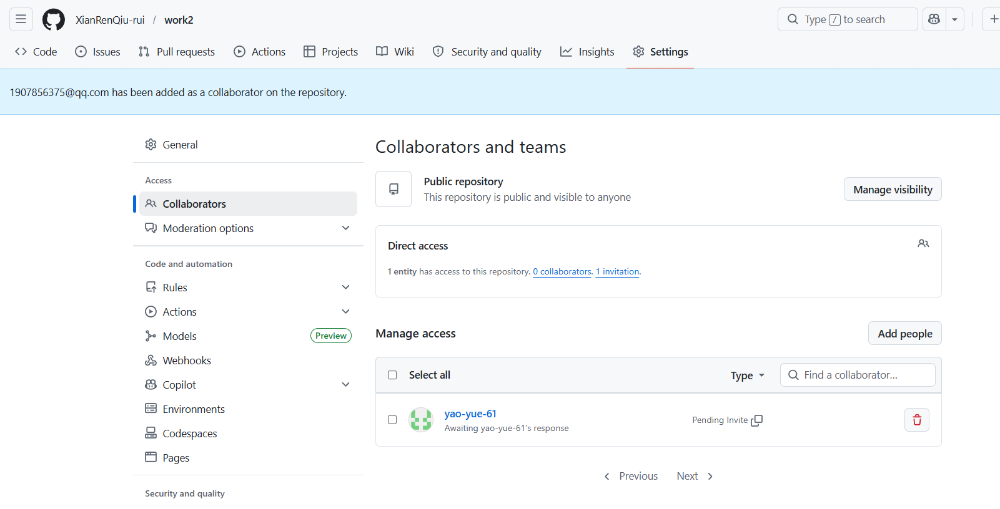 XianRenQiu-rui / work2
Type / to search
Code Issues Pull requests Actions Projects Wiki Security and quality Insights Settings
1907856375@qq.com has been added as a collaborator on the repository.
General
Access
Collaborators
Moderation options
Code and automation
Rules
Actions
Models Preview
Webhooks
Copilot
Environments
Codespaces
Pages
Security and quality
Collaborators and teams
Public repository
This repository is public and visible to anyone
Manage visibility
Direct access
1 entity has access to this repository. 0 collaborators. 1 invitation.
Manage access
Add people
Select all Type Find a collaborator...
yao-yue-61
Awaiting yao-yue-61's response
Pending Invite
Previous Next